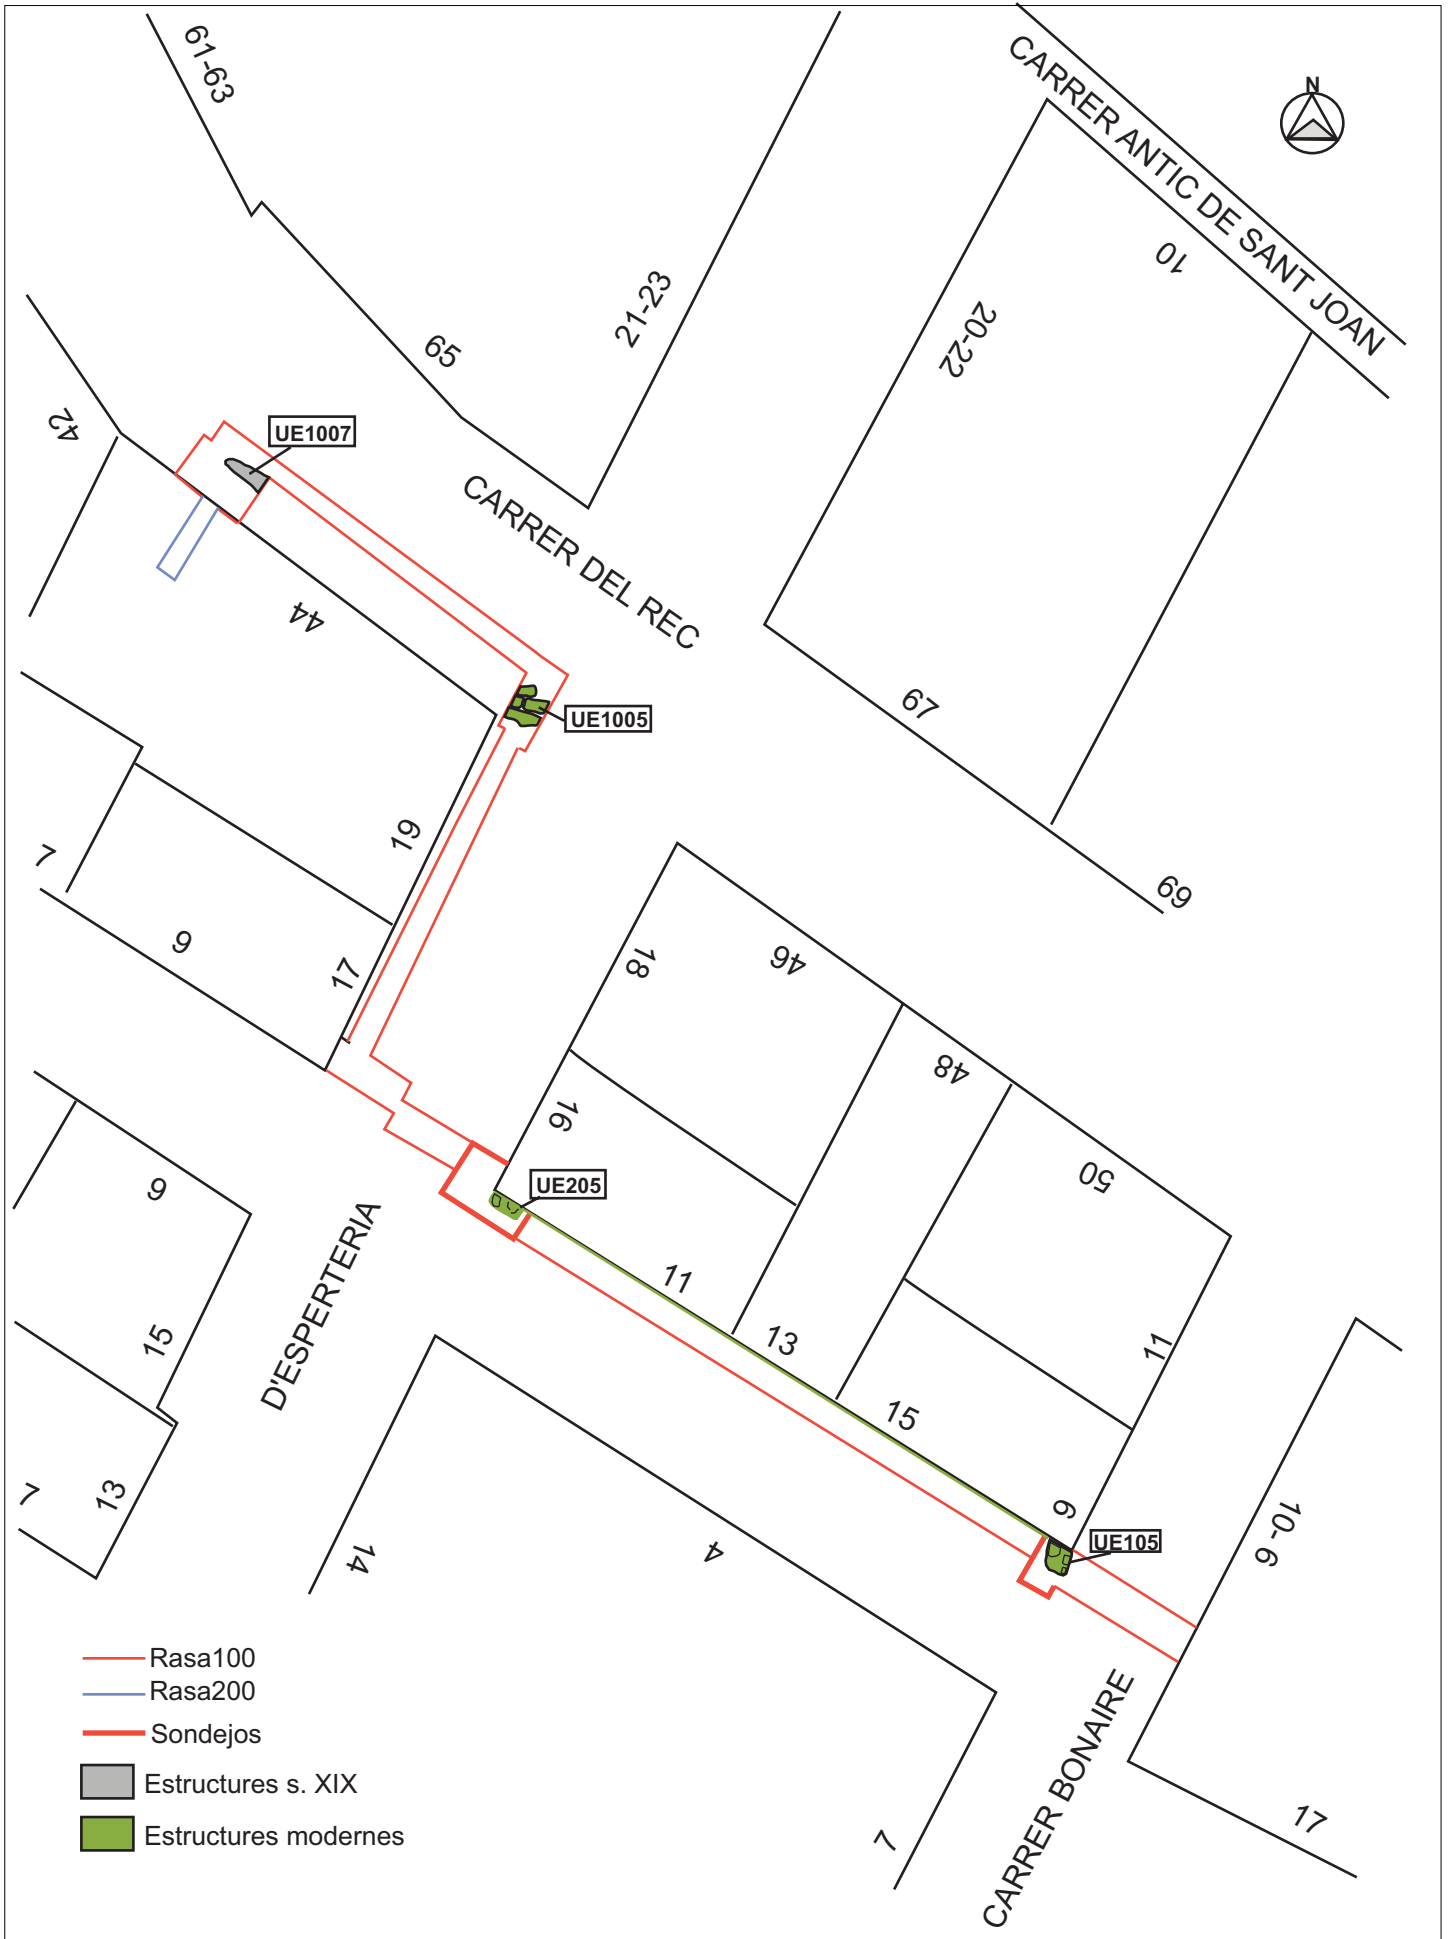 61-63
CARRER ANTIC DE SANT JOAN
N
10
21-23
20-22
65
42
UE1007
CARRER DEL REC
44
67
UE1005
19
7
69
9
17
18
46
48
16
50
9
UE205
D'ESPERTERIA
11
13
11
15
15
7
13
14
4
9
UE105
10-6
CARRER BONAIRE
17
7
Rasa100
Rasa200
Sondejos
Estructures s. XIX
Estructures modernes